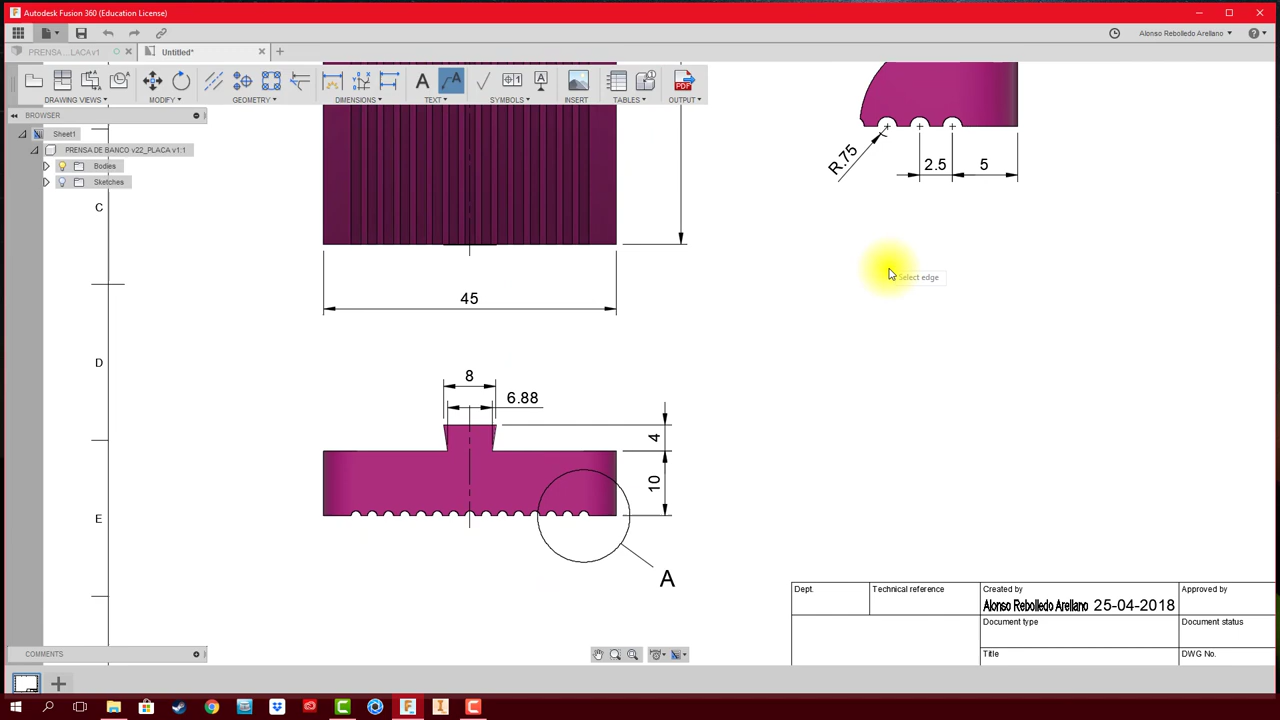 Autodesk Fusion 360 (Education License)
Alonso Rebolledo Arellano
PRENSA ...LACAv1
Untitled*
DRAWING VIEWS
MODIFY
GEOMETRY
DIMENSIONS
TEXT
SYMBOLS
INSERT
TABLES
OUTPUT
BROWSER
Sheet1
PRENSA DE BANCO v22_PLACA v1:1
Bodies
Sketches
C
D
E
R.75
2.5
5
Select edge
45
8
6.88
4
10
A
Dept.
Technical reference
Created by
Approved by
Alonso Rebolledo Arellano 25-04-2018
Document type
Document status
Title
DWG No.
COMMENTS